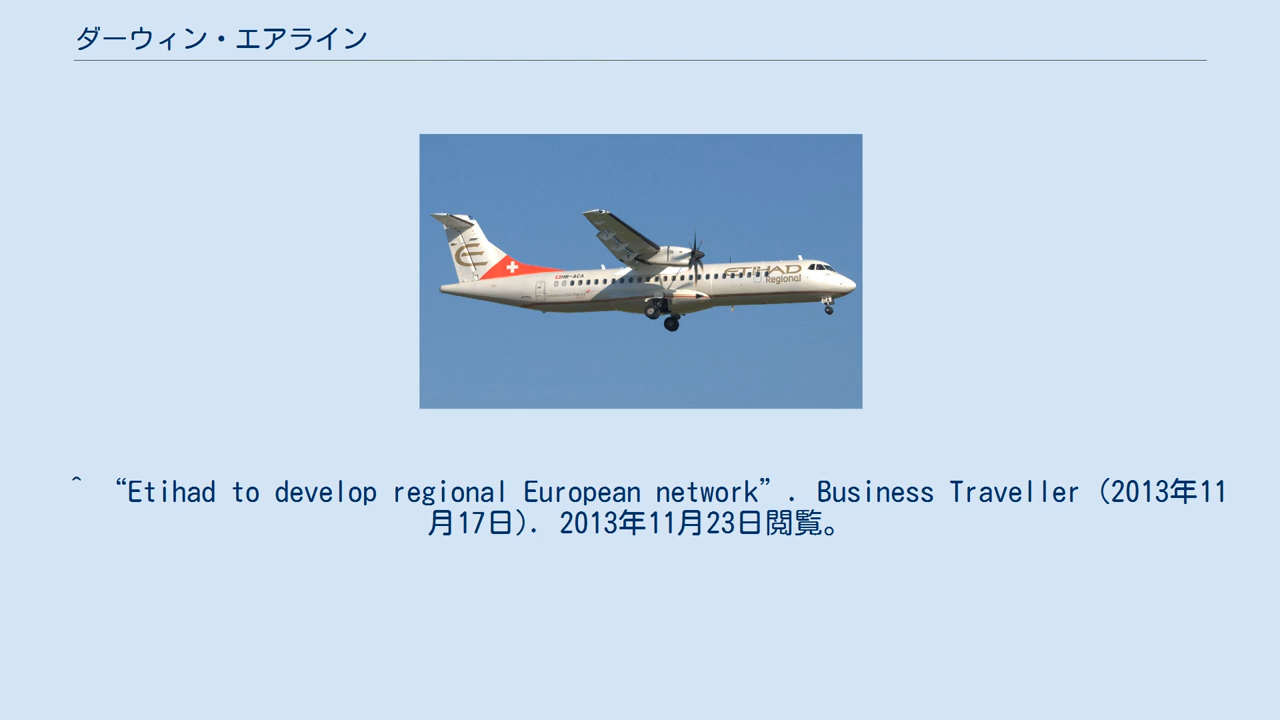 ダーウィン・エアライン
HB-ACA
ETIHAD
Regional
^ “Etihad to develop regional European network”. Business Traveller (2013年11
月17日). 2013年11月23日閲覧。